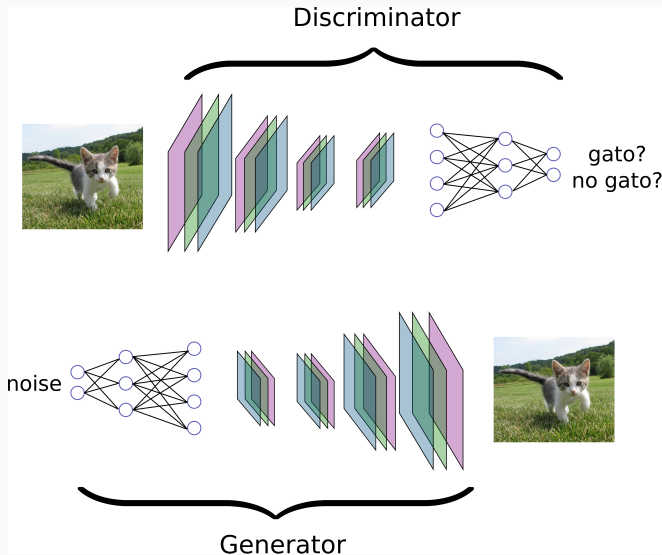 Discriminator
gato?
no gato?
noise
Generator